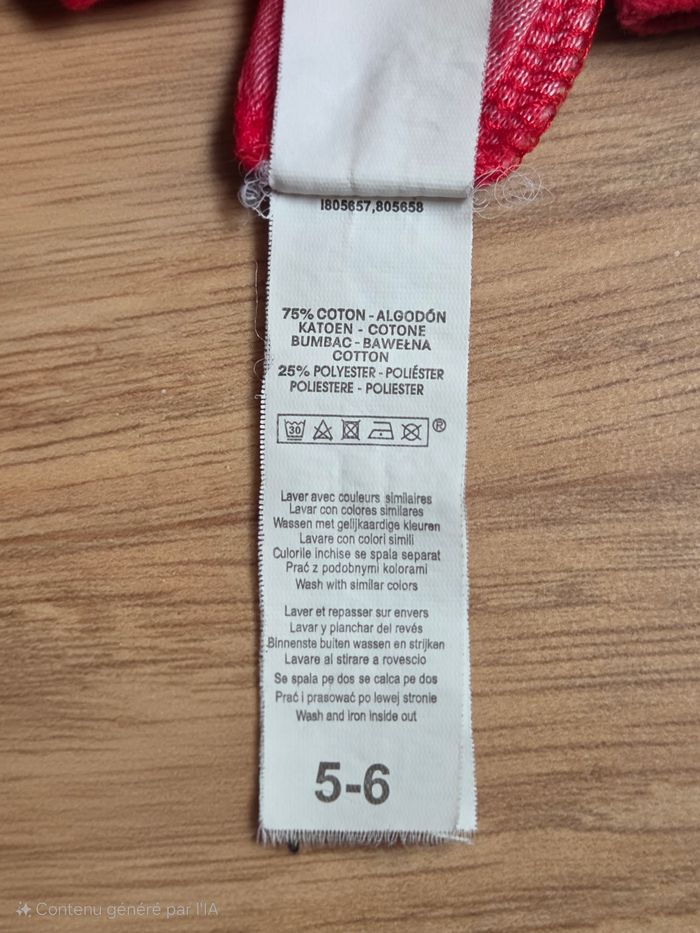 I805657,805658
75% COTON - ALGODÓN
KATOEN - COTONE
BUMBAC - BAWEŁNA
COTTON
25% POLYESTER - POLIÉSTER
POLIESTERE - POLIESTER
30
®
Laver avec couleurs similaires
Lavar con colores similares
Wassen met gelijkaardige kleuren
Lavare con colori simili
Culorile inchise se spala separat
Prać z podobnymi kolorami
Wash with similar colors
Laver et repasser sur envers
Lavar y planchar del revés
Binnenste buiten wassen en strijken
Lavare al stirare a rovescio
Se spala pe dos se calca pe dos
Prać i prasować po lewej stronie
Wash and iron inside out
5-6
Contenu généré par l'IA